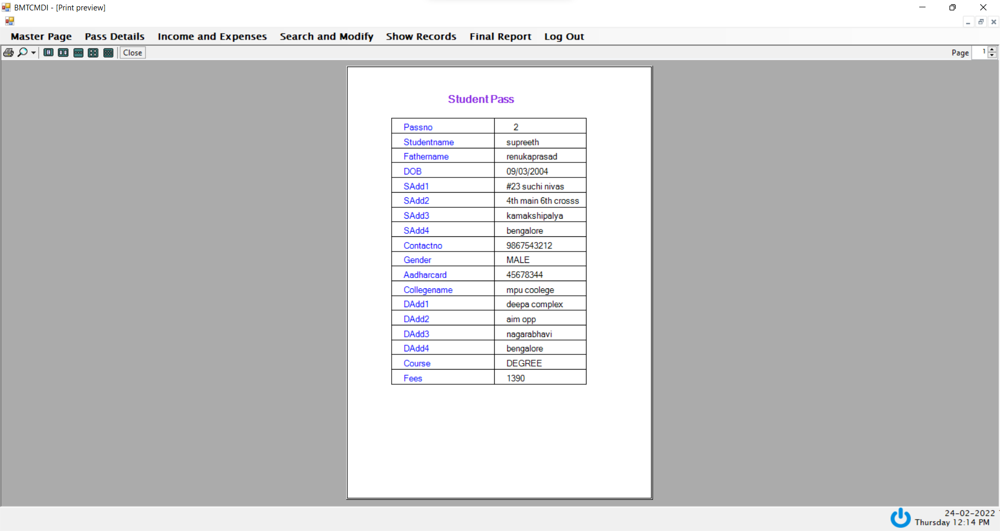 BMTCMDI - [Print preview]
Master Page Pass Details Income and Expenses Search and Modify Show Records Final Report Log Out
Close Page 1
Student Pass
Passno 2
Studentname supreeth
Fathername renukaprasad
DOB 09/03/2004
SAdd1 #23 suchi nivas
SAdd2 4th main 6th crosss
SAdd3 kamakshipalya
SAdd4 bengalore
Contactno 9867543212
Gender MALE
Aadharcard 45678344
Collegename mpu coolege
DAdd1 deepa complex
DAdd2 aim opp
DAdd3 nagarabhavi
DAdd4 bengalore
Course DEGREE
Fees 1390
24-02-2022
Thursday 12:14 PM